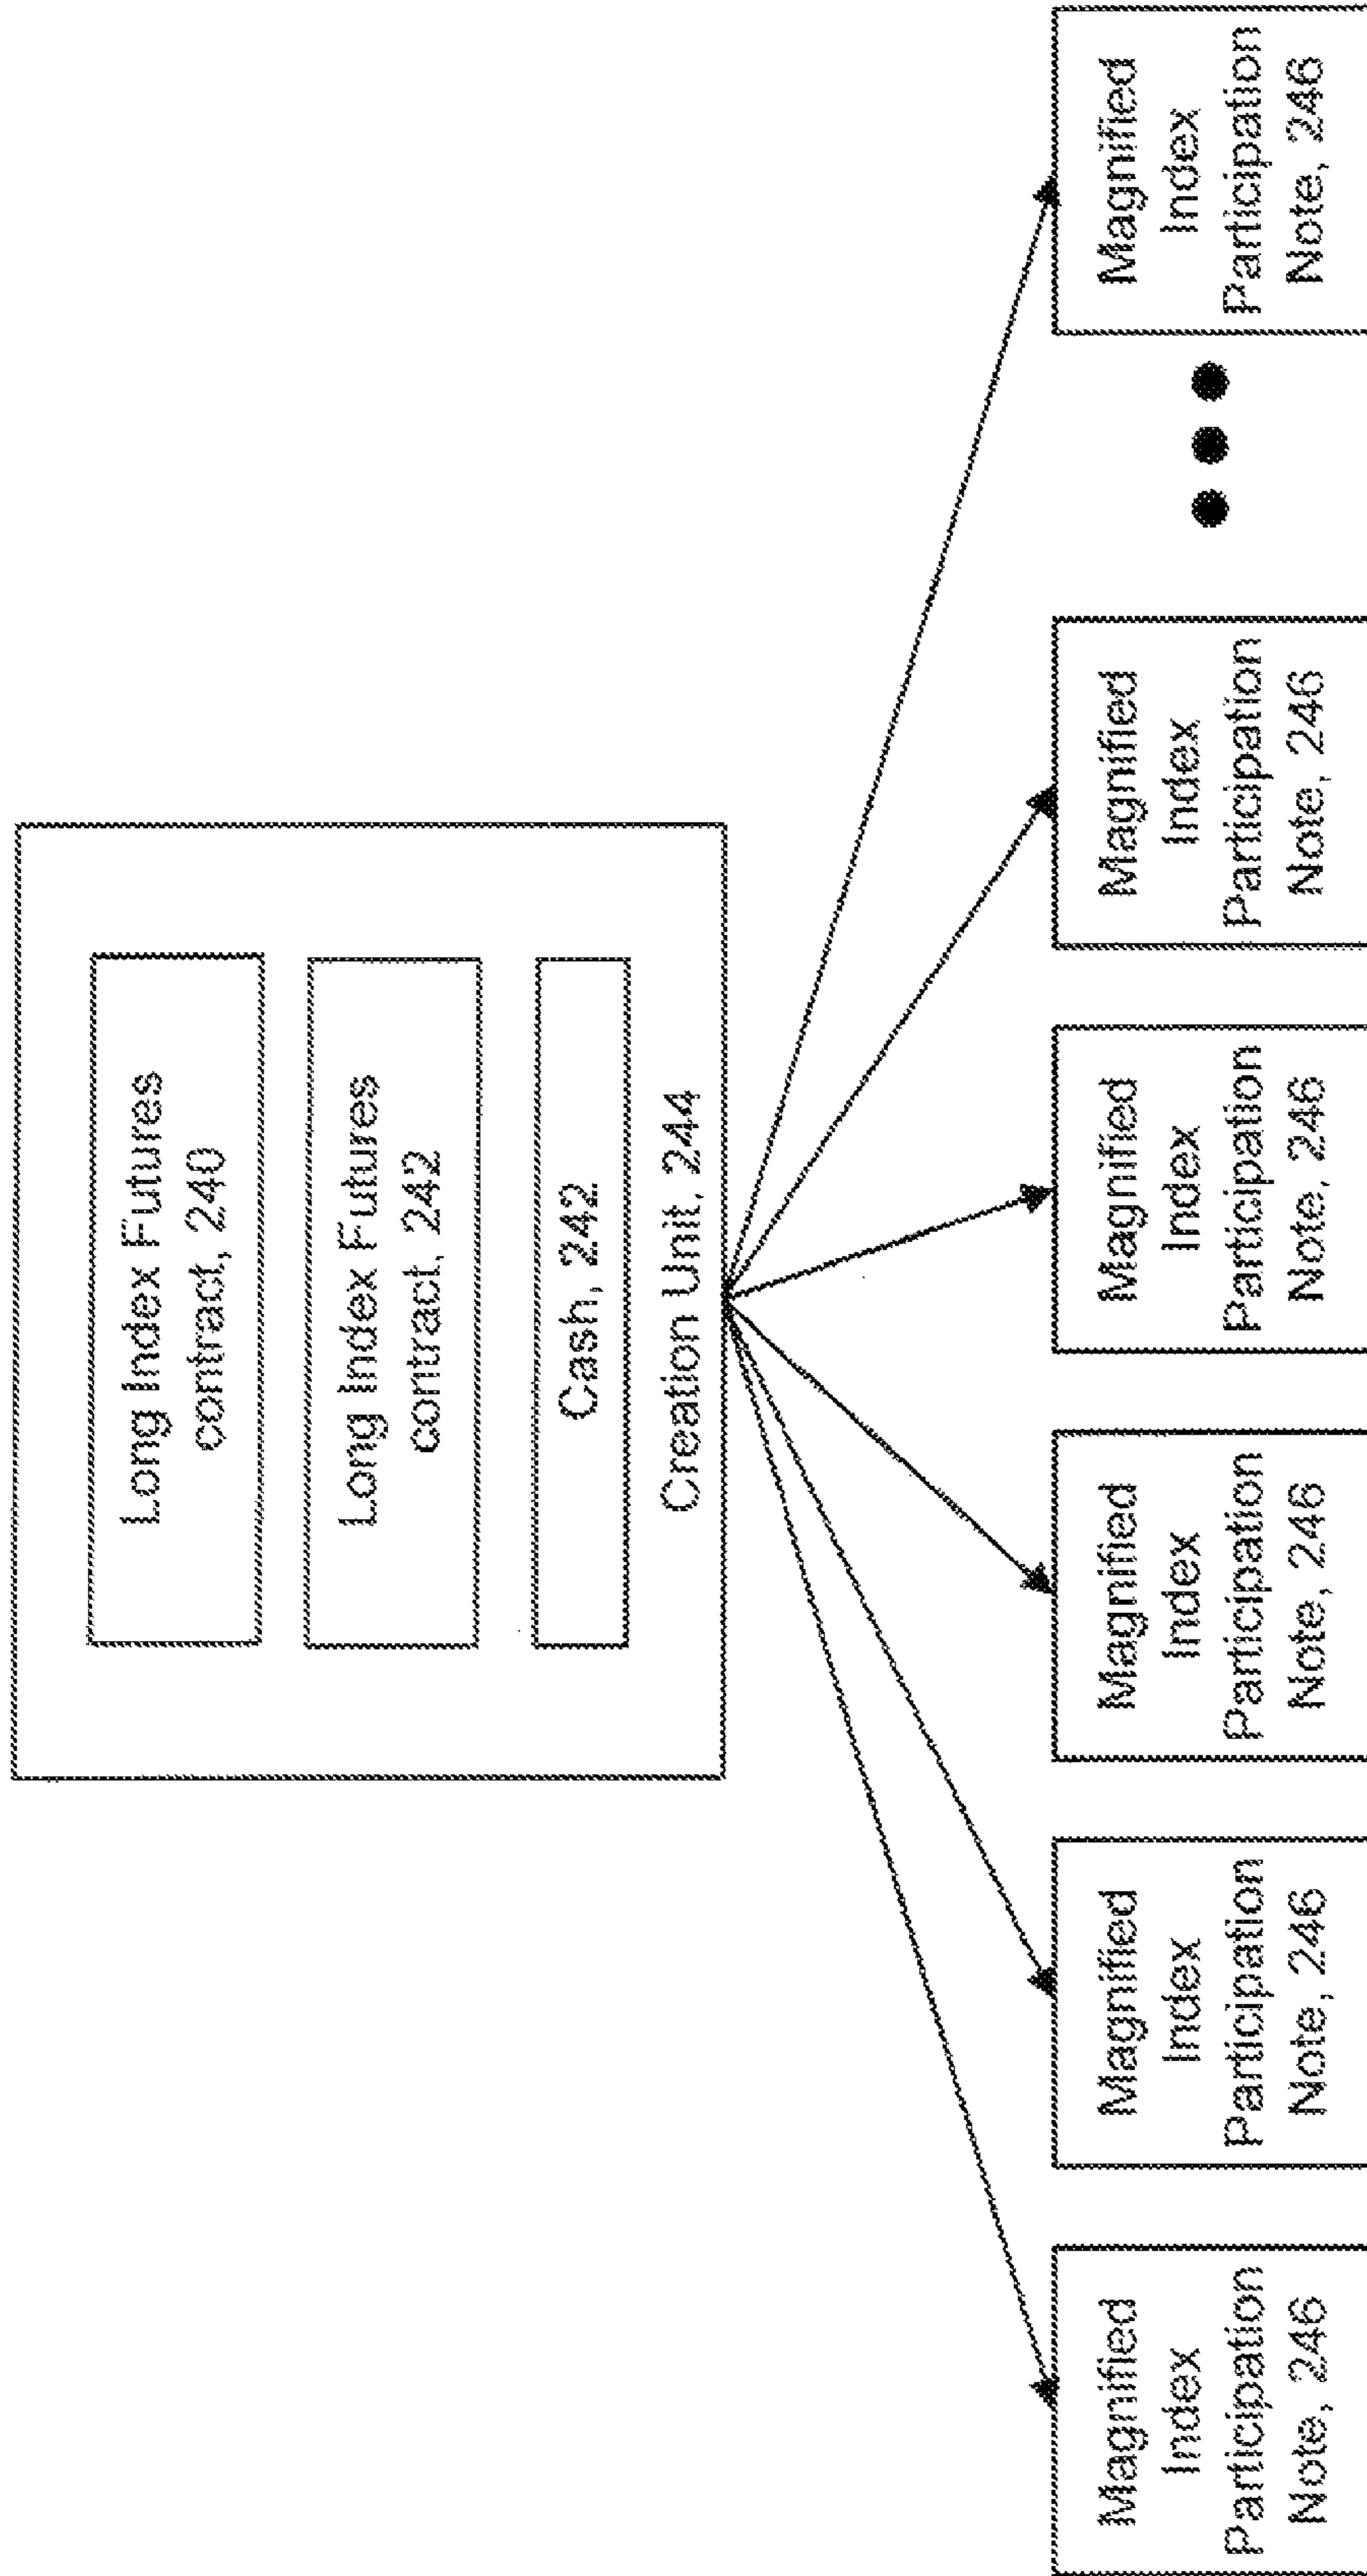 Long Index Futures
contract, 240
Long Index Futures
contract, 242
Cash, 242
Creation Unit, 244
Magnified
Index
Participation
Note, 246
Magnified
Index
Participation
Note, 246
Magnified
Index
Participation
Note, 246
Magnified
Index
Participation
Note, 246
Magnified
Index
Participation
Note, 246
Magnified
Index
Participation
Note, 246